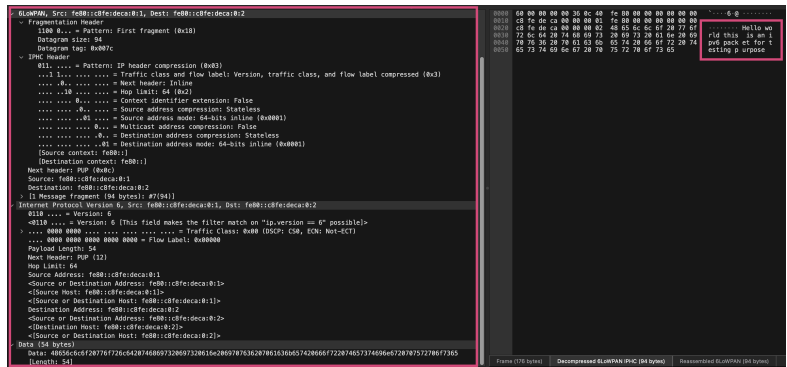 6LoWPAN, Src: fe80::c8fe:deca:0:1, Dest: fe80::c8fe:deca:0:2
Fragmentation Header
1100 0... = Pattern: First fragment (0x18)
Datagram size: 94
Datagram tag: 0x007c
IPHC Header
011. .... = Pattern: IP header compression (0x03)
...1 1... .... .... = Traffic class and flow label: Version, traffic class, and flow label compressed (0x3)
.... .0.. .... .... = Next header: Inline
.... ..10 .... .... = Hop limit: 64 (0x2)
.... .... 0... .... = Context identifier extension: False
.... .... .0.. .... = Source address compression: Stateless
.... .... ..01 .... = Source address mode: 64-bits inline (0x0001)
.... .... .... 0... = Multicast address compression: False
.... .... .... .0.. = Destination address compression: Stateless
.... .... .... ..01 = Destination address mode: 64-bits inline (0x0001)
[Source context: fe80::]
[Destination context: fe80::]
Next header: PUP (0x0c)
Source: fe80::c8fe:deca:0:1
Destination: fe80::c8fe:deca:0:2
> [1 Message fragment (94 bytes): #7(94)]
Internet Protocol Version 6, Src: fe80::c8fe:deca:0:1, Dst: fe80::c8fe:deca:0:2
0110 .... = Version: 6
<0110 .... = Version: 6 [This field makes the filter match on "ip.version == 6" possible]>
> .... 0000 0000 .... .... .... .... .... = Traffic Class: 0x00 (DSCP: CS0, ECN: Not-ECT)
.... 0000 0000 0000 0000 0000 = Flow Label: 0x00000
Payload Length: 54
Next Header: PUP (12)
Hop Limit: 64
Source Address: fe80::c8fe:deca:0:1
<Source or Destination Address: fe80::c8fe:deca:0:1>
<[Source Host: fe80::c8fe:deca:0:1]>
<[Source or Destination Host: fe80::c8fe:deca:0:1]>
Destination Address: fe80::c8fe:deca:0:2
<Source or Destination Address: fe80::c8fe:deca:0:2>
<[Destination Host: fe80::c8fe:deca:0:2]>
<[Source or Destination Host: fe80::c8fe:deca:0:2]>
Data (54 bytes)
Data: 48656c6c6f20776f726c64207468697320697320616e2069707636207061636b657420666f722074657374696e6720707572706f7365
[Length: 54]
0000 60 00 00 00 00 36 0c 40 fe 80 00 00 00 00 00 00 `····6·@ ········
0010 c8 fe de ca 00 00 00 01 fe 80 00 00 00 00 00 00
0020 c8 fe de ca 00 00 00 02 48 65 6c 6c 6f 20 77 6f ········ Hello wo
0030 72 6c 64 20 74 68 69 73 20 69 73 20 61 6e 20 69 rld this is an i
0040 70 76 36 20 70 61 63 6b 65 74 20 66 6f 72 20 74 pv6 pack et for t
0050 65 73 74 69 6e 67 20 70 75 72 70 6f 73 65 esting p urpose
Frame (178 bytes) Decompressed 6LoWPAN IPHC (94 bytes) Reassembled 6LoWPAN (94 bytes)